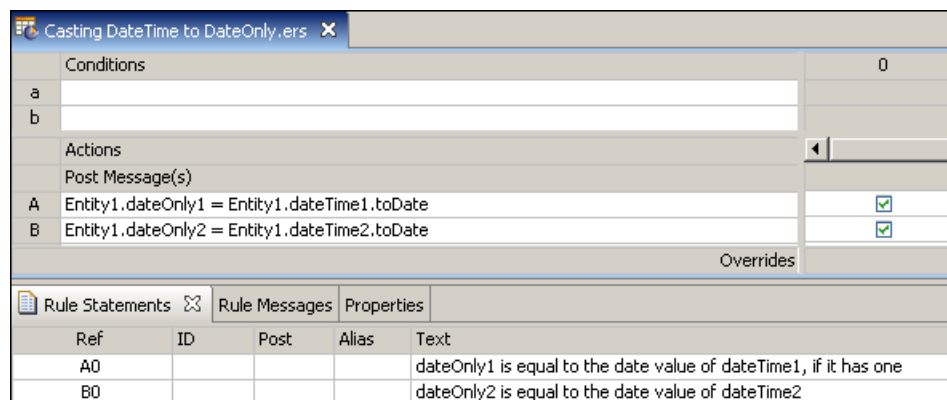 Casting DateTime to DateOnly.ers
Conditions 0
a
b
Actions
Post Message(s)
A Entity1.dateOnly1 = Entity1.dateTime1.toDate
B Entity1.dateOnly2 = Entity1.dateTime2.toDate
Overrides
Rule Statements Rule Messages Properties
Ref ID Post Alias Text
A0 dateOnly1 is equal to the date value of dateTime1, if it has one
B0 dateOnly2 is equal to the date value of dateTime2